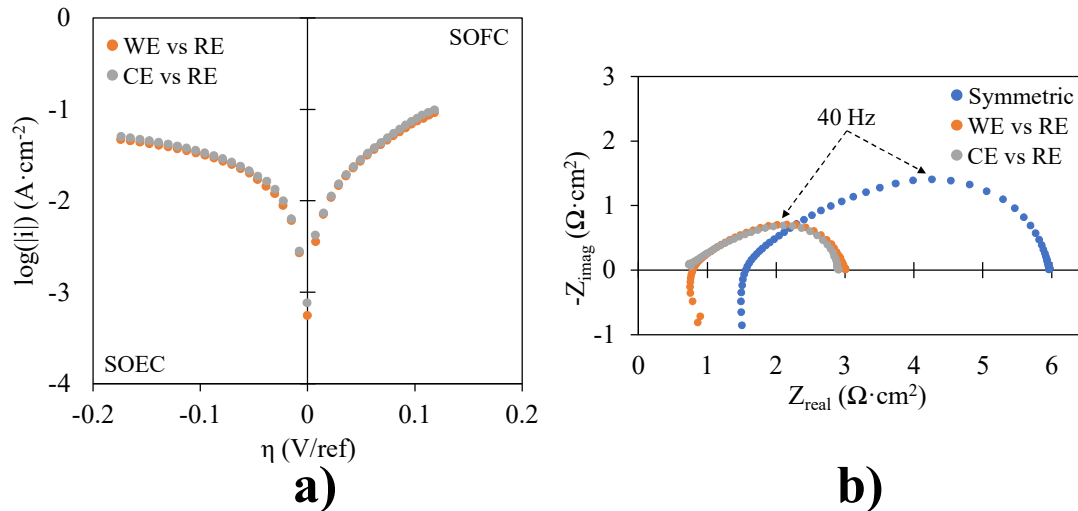 0
SOFC
WE vs RE
CE vs RE
-1
-2
-3
-4
log(|i|) (A·cm-2)
SOEC
-0.2
-0.1
0
0.1
0.2
η (V/ref)
a)
3
Symmetric
WE vs RE
CE vs RE
40 Hz
2
1
0
-1
-Zimag (Ω·cm2)
0
1
2
3
4
5
6
Zreal (Ω·cm2)
b)